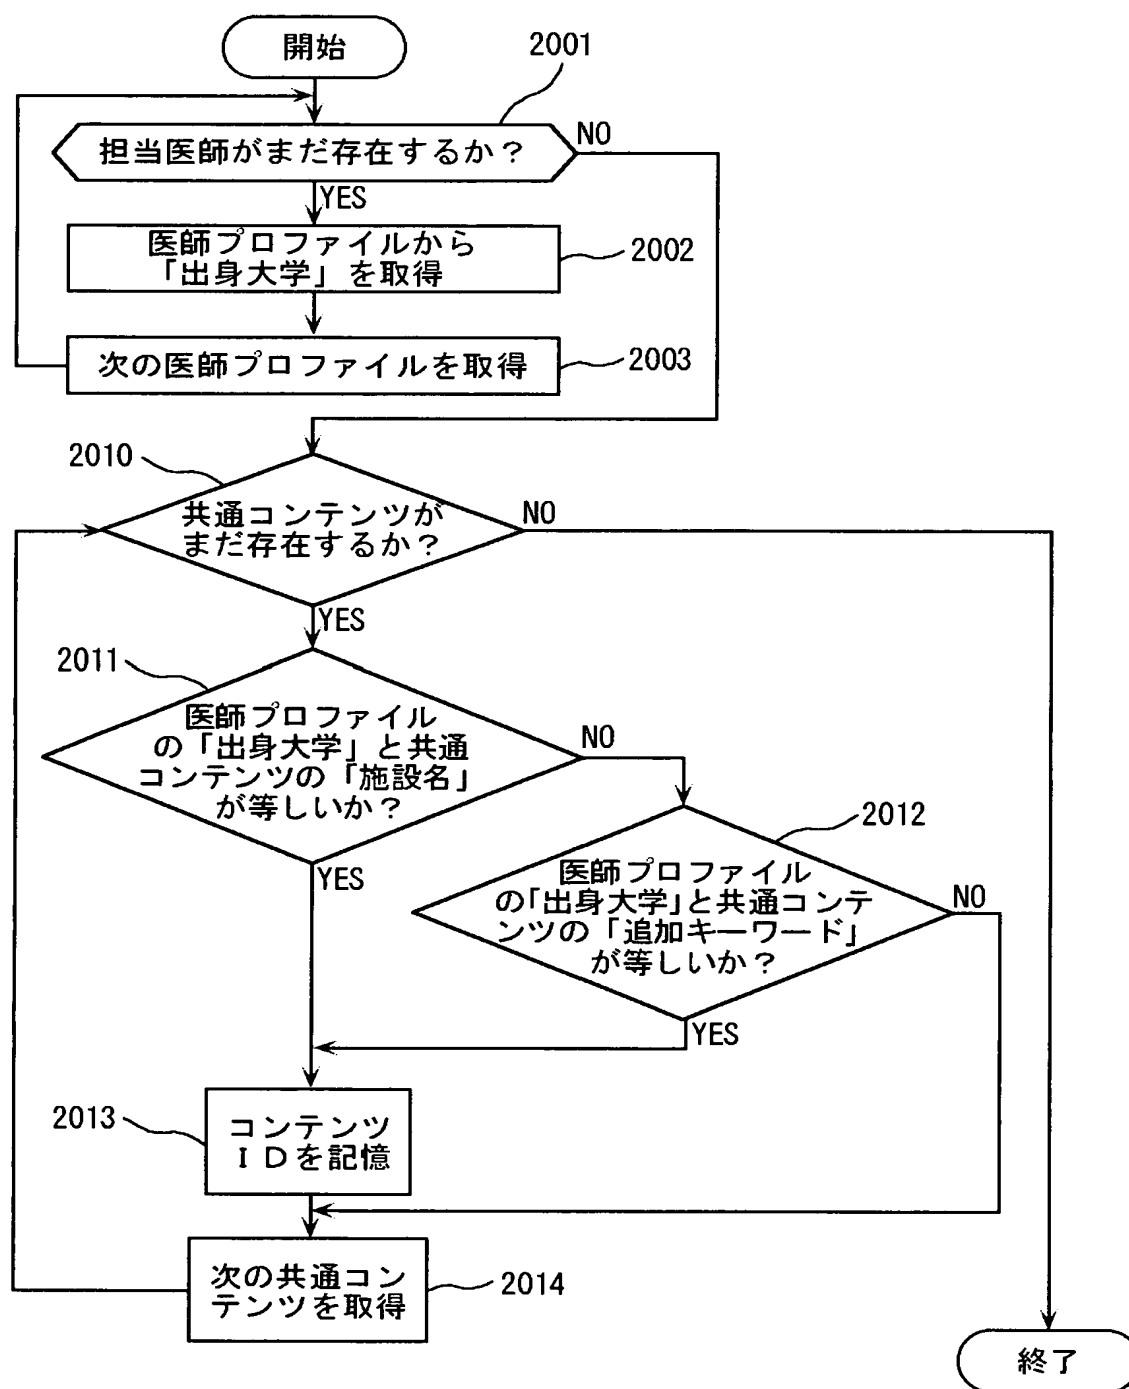 開始
2001
担当医師がまだ存在するか？
NO
YES
医師プロファイルから
「出身大学」を取得
2002
次の医師プロファイルを取得
2003
2010
共通コンテンツが
まだ存在するか？
NO
YES
2011
医師プロファイル
の「出身大学」と共通
コンテンツの「施設名」
が等しいか？
NO
YES
2012
医師プロファイル
の「出身大学」と共通コンテ
ンツの「追加キーワード」
が等しいか？
NO
YES
2013
コンテンツ
ＩＤを記憶
次の共通コン
テンツを取得
2014
終了